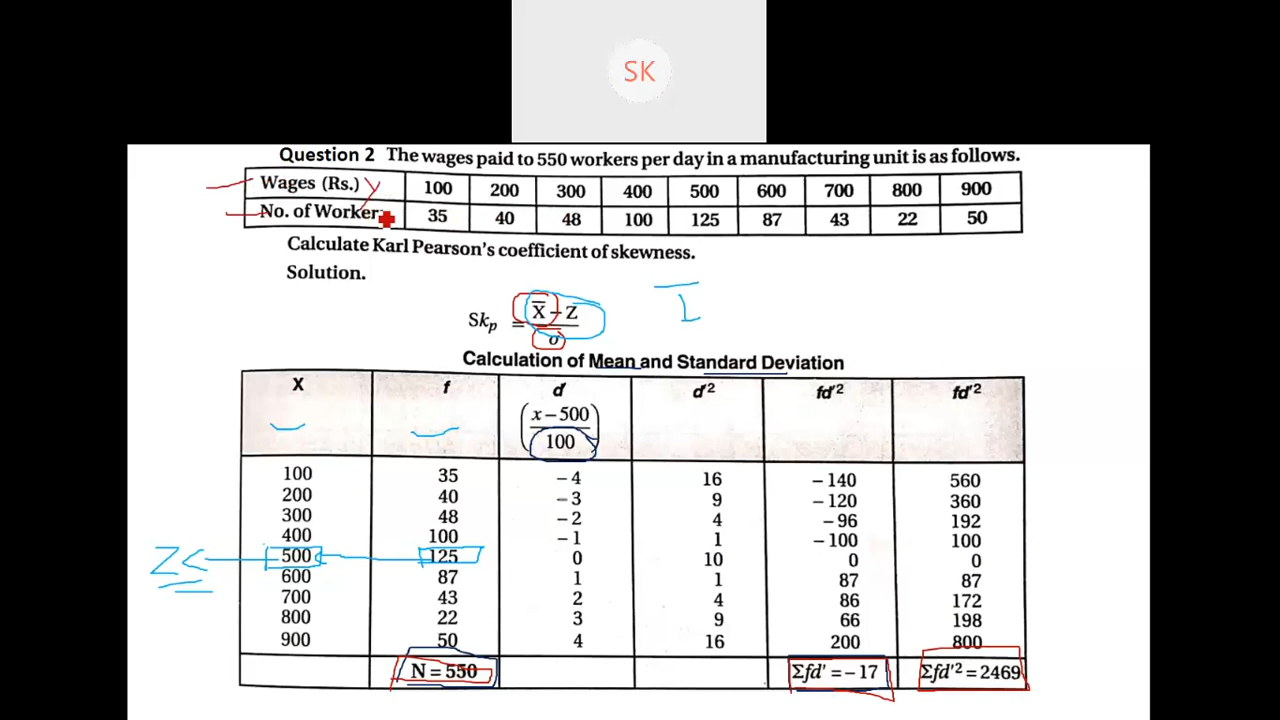 SK
Question 2 The wages paid to 550 workers per day in a manufacturing unit is as follows.
Wages (Rs.) 100 200 300 400 500 600 700 800 900
No. of Worker 35 40 48 100 125 87 43 22 50
Calculate Karl Pearson's coefficient of skewness.
Solution.
Skₚ = (X̅ – Z) / σ
I
Calculation of Mean and Standard Deviation
X f d′ d′2 fd′2 fd′2
(x – 500 / 100)
100 35 – 4 16 – 140 560
200 40 – 3 9 – 120 360
300 48 – 2 4 – 96 192
400 100 – 1 1 – 100 100
Z 500 125 0 10 0 0
600 87 1 1 87 87
700 43 2 4 86 172
800 22 3 9 66 198
900 50 4 16 200 800
N = 550 Σfd′ = – 17 Σfd′2 = 2469